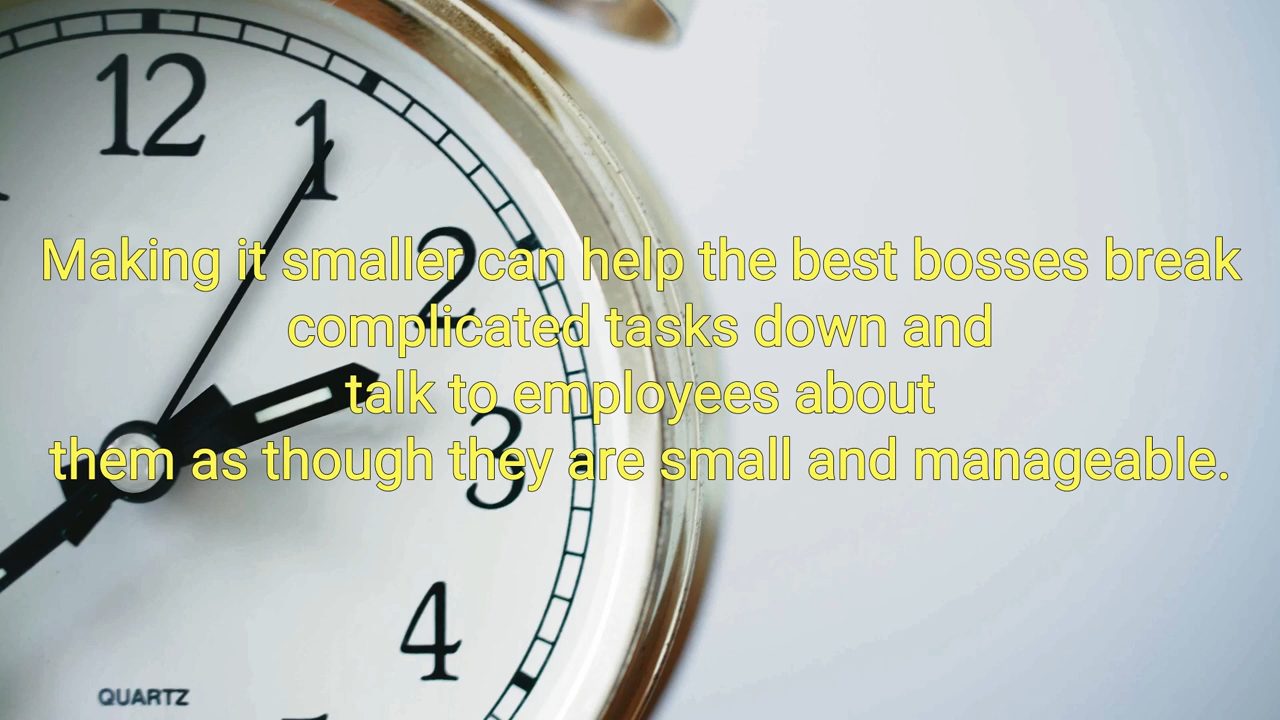 12
1
2
Making it smaller can help the best bosses break
complicated tasks down and
talk to employees about
them as though they are small and manageable.
3
4
QUARTZ